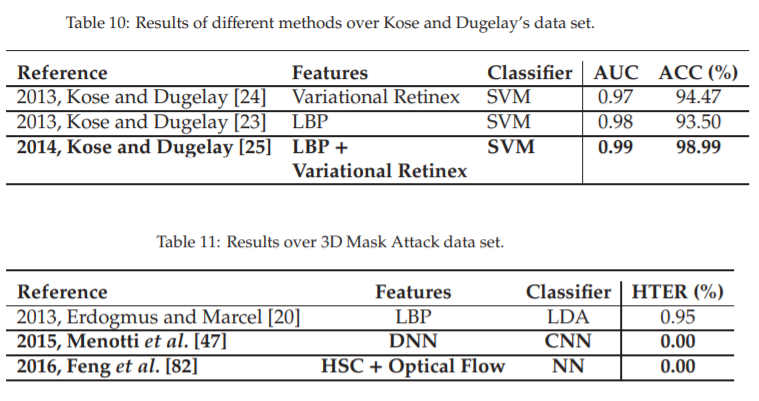 Table 10: Results of different methods over Kose and Dugelay's data set.
Reference Features Classifier AUC ACC (%)
2013, Kose and Dugelay [24] Variational Retinex SVM 0.97 94.47
2013, Kose and Dugelay [23] LBP SVM 0.98 93.50
2014, Kose and Dugelay [25] LBP + SVM 0.99 98.99
Variational Retinex
Table 11: Results over 3D Mask Attack data set.
Reference Features Classifier HTER (%)
2013, Erdogmus and Marcel [20] LBP LDA 0.95
2015, Menotti et al. [47] DNN CNN 0.00
2016, Feng et al. [82] HSC + Optical Flow NN 0.00